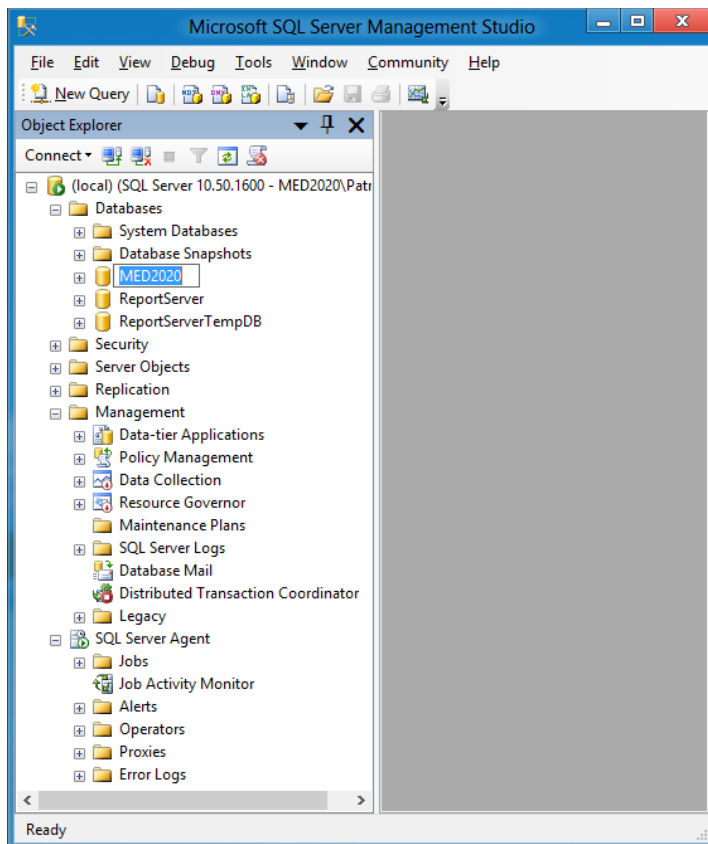 Microsoft SQL Server Management Studio
File Edit View Debug Tools Window Community Help
New Query
Object Explorer
Connect
(local) (SQL Server 10.50.1600 - MED2020\Patr
Databases
System Databases
Database Snapshots
MED2020
ReportServer
ReportServerTempDB
Security
Server Objects
Replication
Management
Data-tier Applications
Policy Management
Data Collection
Resource Governor
Maintenance Plans
SQL Server Logs
Database Mail
Distributed Transaction Coordinator
Legacy
SQL Server Agent
Jobs
Job Activity Monitor
Alerts
Operators
Proxies
Error Logs
Ready